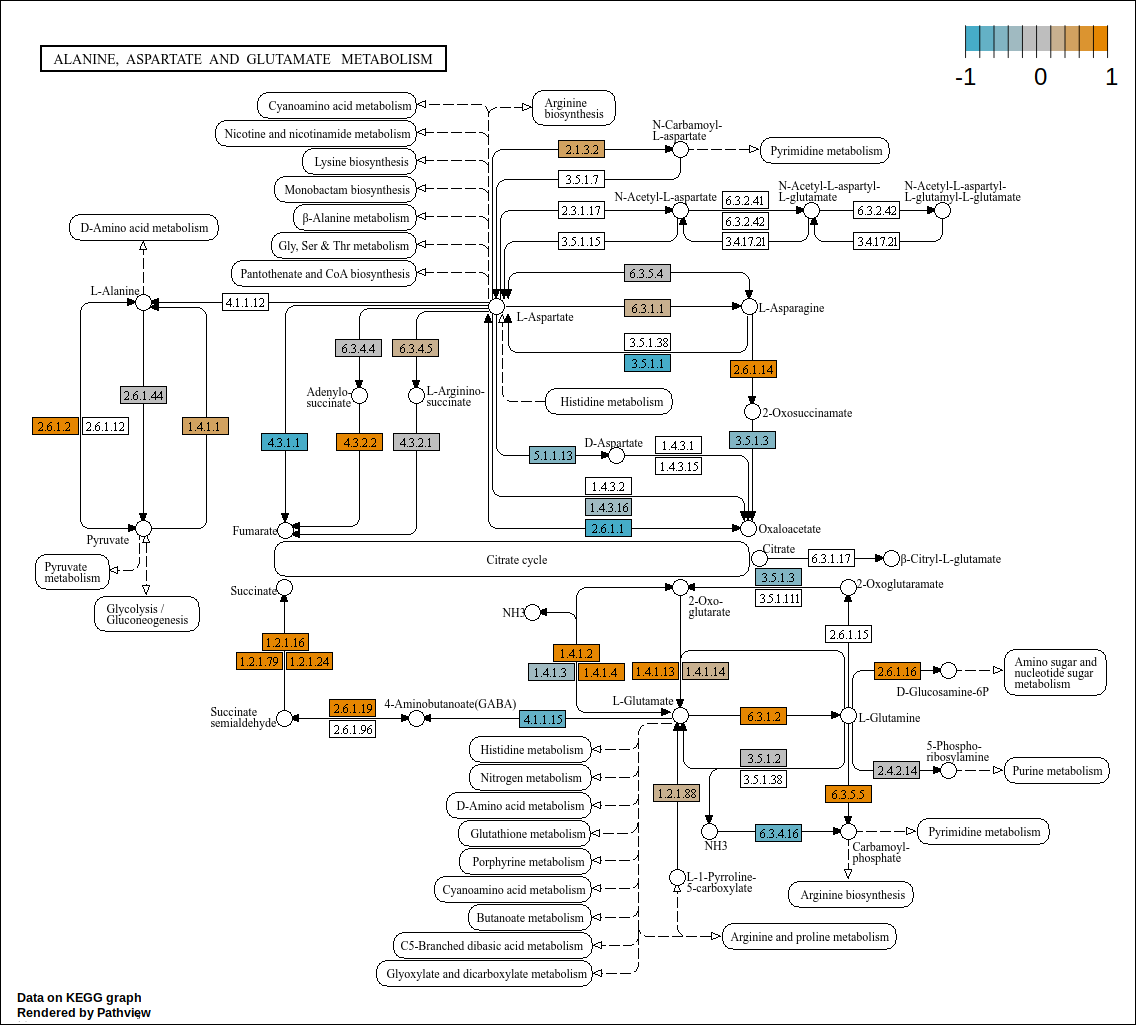 ALANINE, ASPARTATE AND GLUTAMATE METABOLISM
-1 0 1
Cyanoamino acid metabolism
Arginine
biosynthesis
Nicotine and nicotinamide metabolism
N-Carbamoyl-
L-aspartate
2.1.3.2
Pyrimidine metabolism
Lysine biosynthesis
3.5.1.7
Monobactam biosynthesis
N-Acetyl-L-aspartate
N-Acetyl-L-aspartyl-
L-glutamate
N-Acetyl-L-aspartyl-
L-glutamyl-L-glutamate
6.3.2.41
2.3.1.17
6.3.2.42
6.3.2.42
β-Alanine metabolism
D-Amino acid metabolism
3.5.1.15
3.4.17.21
3.4.17.21
Gly, Ser & Thr metabolism
Pantothenate and CoA biosynthesis
6.3.5.4
L-Alanine
4.1.1.12
L-Aspartate
6.3.1.1
L-Asparagine
6.3.4.4
6.3.4.5
3.5.1.38
3.5.1.1
2.6.1.14
2.6.1.44
Adenylo-
succinate
L-Arginino-
succinate
Histidine metabolism
2-Oxosuccinamate
2.6.1.2
2.6.1.12
1.4.1.1
4.3.1.1
4.3.2.2
4.3.2.1
D-Aspartate
1.4.3.1
3.5.1.3
5.1.1.13
1.4.3.15
1.4.3.2
1.4.3.16
2.6.1.1
Oxaloacetate
Pyruvate
Fumarate
Citrate cycle
Citrate
6.3.1.17
β-Citryl-L-glutamate
Pyruvate
metabolism
Glycolysis /
Gluconeogenesis
Succinate
3.5.1.3
3.5.1.111
2-Oxoglutaramate
2-Oxo-
glutarate
NH3
2.6.1.15
1.2.1.16
1.2.1.79
1.2.1.24
1.4.1.2
1.4.1.3
1.4.1.4
1.4.1.13
1.4.1.14
2.6.1.16
Amino sugar and
nucleotide sugar
metabolism
D-Glucosamine-6P
Succinate
semialdehyde
2.6.1.19
2.6.1.96
4-Aminobutanoate(GABA)
4.1.1.15
L-Glutamate
6.3.1.2
L-Glutamine
Histidine metabolism
3.5.1.2
3.5.1.38
5-Phospho-
ribosylamine
2.4.2.14
Purine metabolism
Nitrogen metabolism
1.2.1.88
6.3.5.5
D-Amino acid metabolism
Glutathione metabolism
NH3
6.3.4.16
Carbamoyl-
phosphate
Pyrimidine metabolism
Porphyrine metabolism
L-1-Pyrroline-
5-carboxylate
Cyanoamino acid metabolism
Arginine biosynthesis
Butanoate metabolism
Arginine and proline metabolism
C5-Branched dibasic acid metabolism
Glyoxylate and dicarboxylate metabolism
Data on KEGG graph
Rendered by Pathview